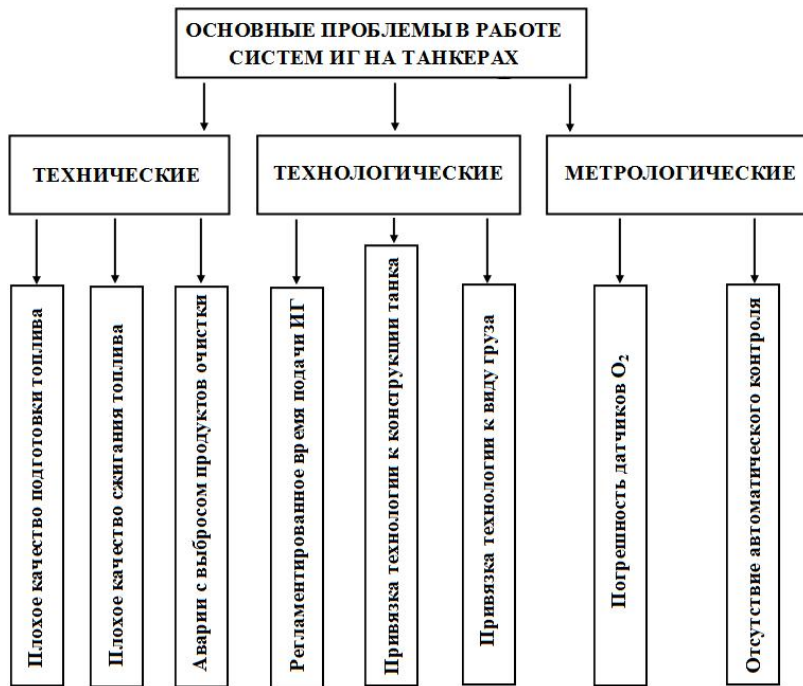 ОСНОВНЫЕ ПРОБЛЕМЫ В РАБОТЕ
СИСТЕМ ИГ НА ТАНКЕРАХ
ТЕХНИЧЕСКИЕ
ТЕХНОЛОГИЧЕСКИЕ
МЕТРОЛОГИЧЕСКИЕ
Плохое качество подготовки топлива
Плохое качество сжигания топлива
Аварии с выбросом продуктов очистки
Регламентированное время подачи ИГ
Привязка технологии к конструкции танка
Привязка технологии к виду груза
Погрешность датчиков O₂
Отсутствие автоматического контроля